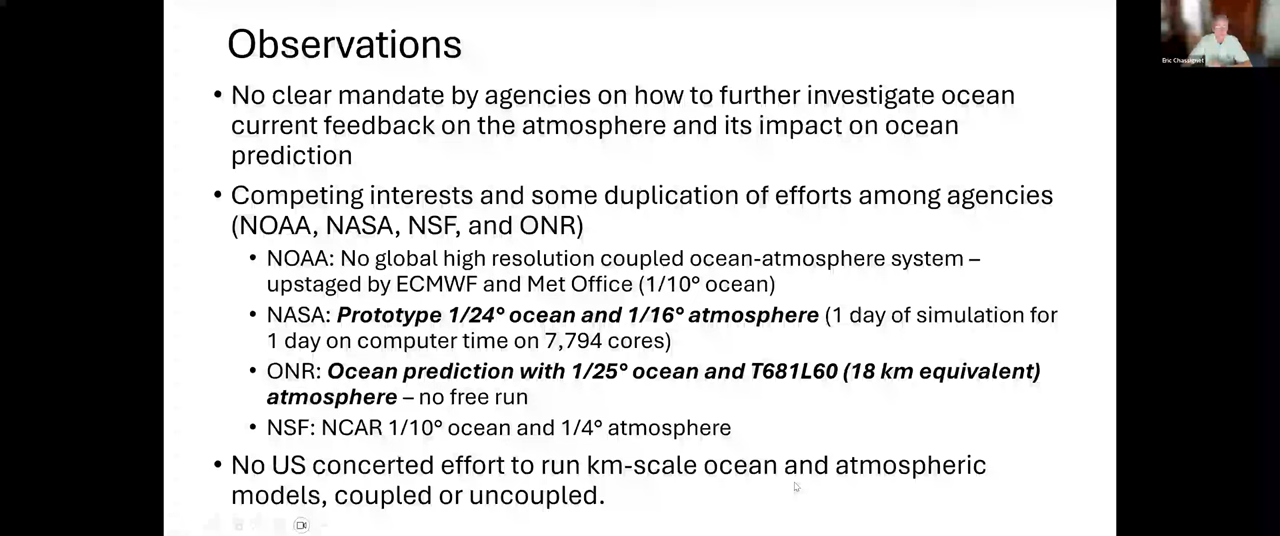 Observations
• No clear mandate by agencies on how to further investigate ocean
current feedback on the atmosphere and its impact on ocean
prediction
• Competing interests and some duplication of efforts among agencies
(NOAA, NASA, NSF, and ONR)
• NOAA: No global high resolution coupled ocean-atmosphere system –
upstaged by ECMWF and Met Office (1/10° ocean)
• NASA: Prototype 1/24° ocean and 1/16° atmosphere (1 day of simulation for
1 day on computer time on 7,794 cores)
• ONR: Ocean prediction with 1/25° ocean and T681L60 (18 km equivalent)
atmosphere – no free run
• NSF: NCAR 1/10° ocean and 1/4° atmosphere
• No US concerted effort to run km-scale ocean and atmospheric
models, coupled or uncoupled.
Eric Chassignet